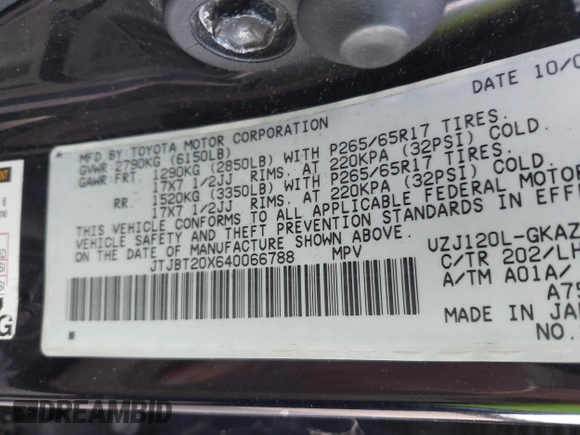 DATE 10/0
MFD. BY: TOYOTA MOTOR CORPORATION
GVWR 2790KG (6150LB)
GAWR FRT. 1290KG (2850LB) WITH P265/65R17 TIRES.
17X7 1/2JJ RIMS. AT 220KPA (32PSI) COLD.
RR. 1520KG (3350LB) WITH P265/65R17 TIRES.
17X7 1/2JJ RIMS. AT 220KPA (32PSI) COLD.
THIS VEHICLE CONFORMS TO ALL APPLICABLE FEDERAL MOTOR
VEHICLE SAFETY AND THEFT PREVENTION STANDARDS IN EFFE
ON THE DATE OF MANUFACTURE SHOWN ABOVE.
JTJBT20X640066788 MPV
UZJ120L-GKAZ
C/TR 202/LH
A/TM A01A/
A75
MADE IN JAP
NO.
6
G
DREAMBID